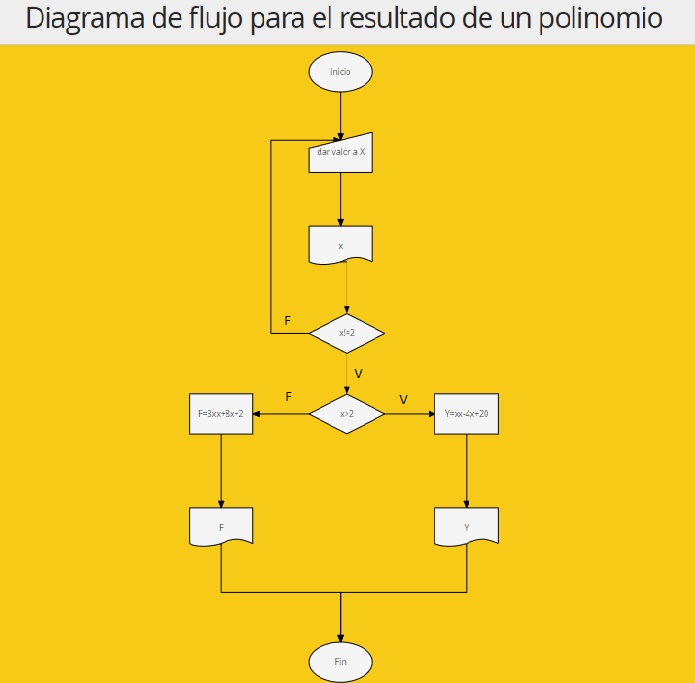 Diagrama de flujo para el resultado de un polinomio
inicio
dar valor a X
x
x!=2
F
V
x>2
F
V
F=3xx+8x+2
Y=xx-4x+20
F
Y
Fin